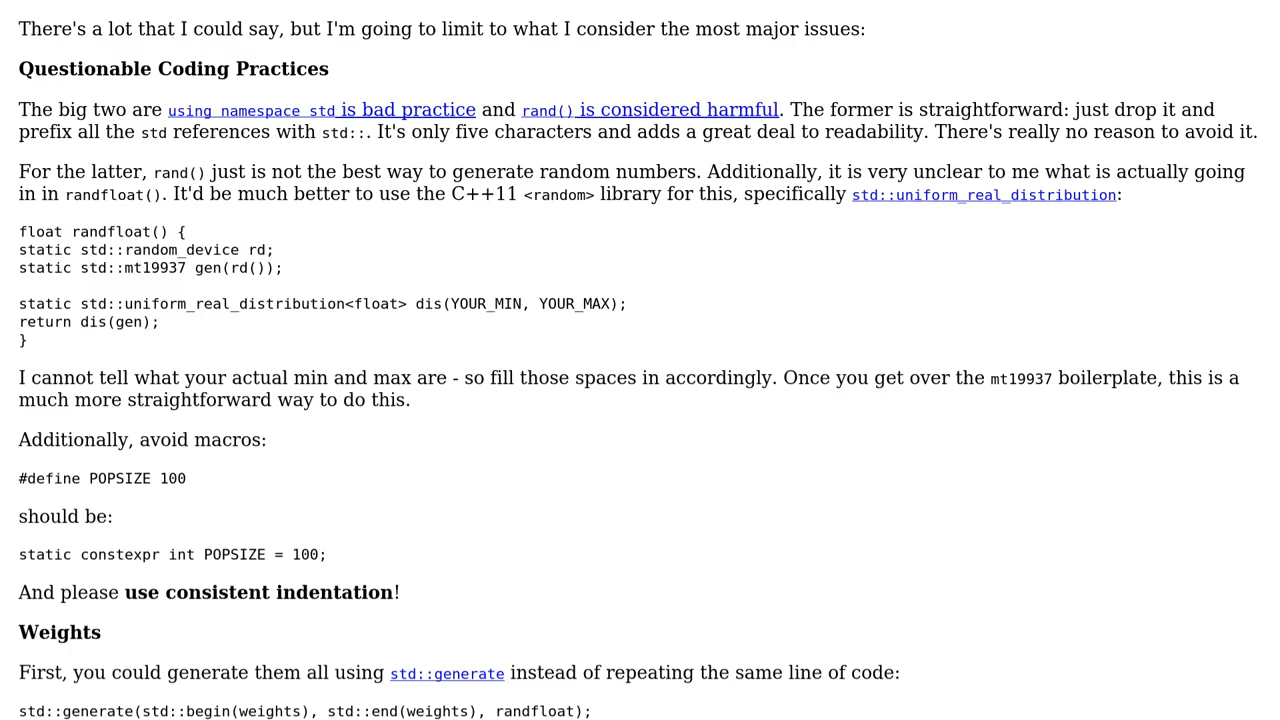 There's a lot that I could say, but I'm going to limit to what I consider the most major issues:
Questionable Coding Practices
The big two are using namespace std is bad practice and rand() is considered harmful. The former is straightforward: just drop it and
prefix all the std references with std::. It's only five characters and adds a great deal to readability. There's really no reason to avoid it.
For the latter, rand() just is not the best way to generate random numbers. Additionally, it is very unclear to me what is actually going
in in randfloat(). It'd be much better to use the C++11 <random> library for this, specifically std::uniform_real_distribution:
float randfloat() {
static std::random_device rd;
static std::mt19937 gen(rd());
static std::uniform_real_distribution<float> dis(YOUR_MIN, YOUR_MAX);
return dis(gen);
}
I cannot tell what your actual min and max are - so fill those spaces in accordingly. Once you get over the mt19937 boilerplate, this is a
much more straightforward way to do this.
Additionally, avoid macros:
#define POPSIZE 100
should be:
static constexpr int POPSIZE = 100;
And please use consistent indentation!
Weights
First, you could generate them all using std::generate instead of repeating the same line of code:
std::generate(std::begin(weights), std::end(weights), randfloat);